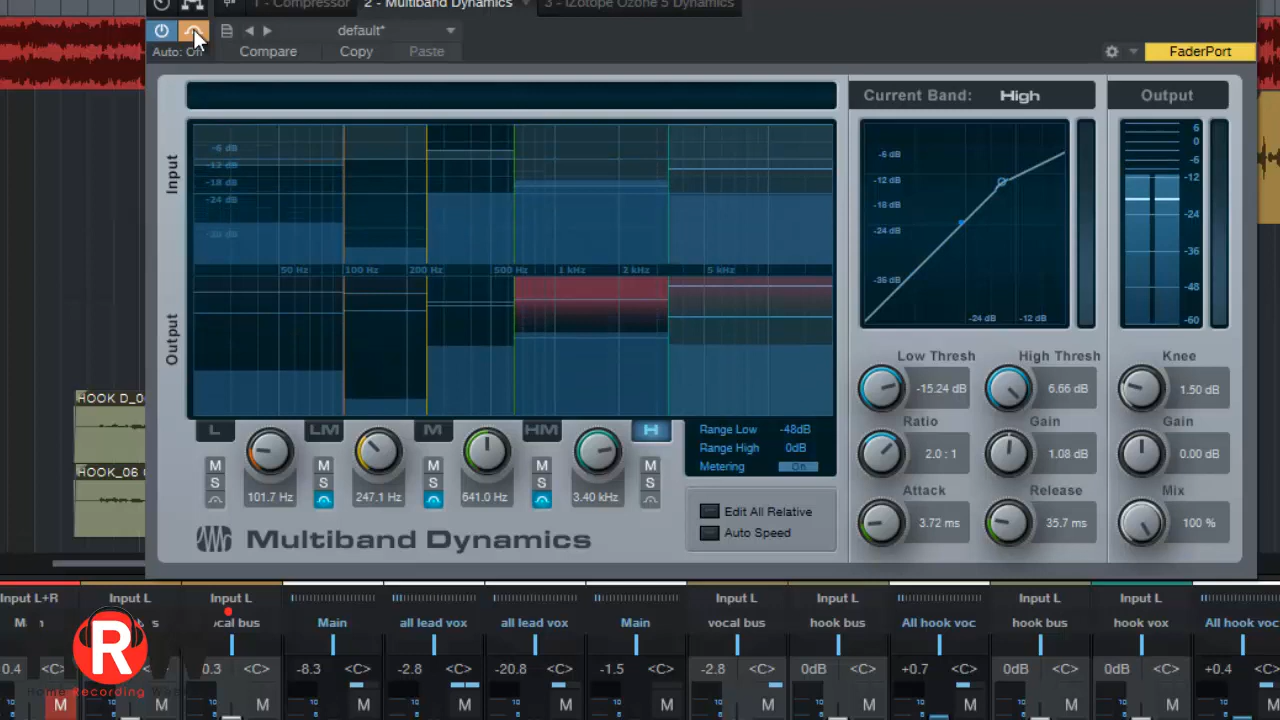 1 - Compressor 2 - Multiband Dynamics 3 - iZotope Ozone 5 Dynamics
default*
Auto: Off Compare Copy Paste FaderPort
Current Band: High Output
Input
-6 dB
-12 dB
-18 dB
-24 dB
50 Hz 100 Hz 200 Hz 500 Hz 1 kHz 2 kHz 5 kHz
Output
-6 dB
-12 dB
-18 dB
-24 dB
-36 dB
-24 dB -12 dB
6
0
-6
-12
-24
-36
-48
-60
Low Thresh High Thresh Knee
-15.24 dB 6.66 dB 1.50 dB
Ratio Gain Gain
2.0 : 1 1.08 dB 0.00 dB
Attack Release Mix
3.72 ms 35.7 ms 100 %
L LM M HM H
M M M M M
S S S S S
101.7 Hz 247.1 Hz 641.0 Hz 3.40 kHz
Range Low -48dB
Range High 0dB
Metering On
Edit All Relative
Auto Speed
Multiband Dynamics
HOOK D_0
HOOK_06
Input L+R Input L Input L Input L Input L Input L Input L
Main all lead vox all lead vox Main vocal bus hook bus All hook voc hook bus hook vox All hook voc
0.4 <C> <C> 0.3 <C> -8.3 <C> -2.8 <C> -20.8 <C> -1.5 <C> -2.8 <C> 0dB <C> +0.7 <C> 0dB <C> 0dB <C> +0.4 <C>
M M M M M M M M M M M M M
R
Home Recording